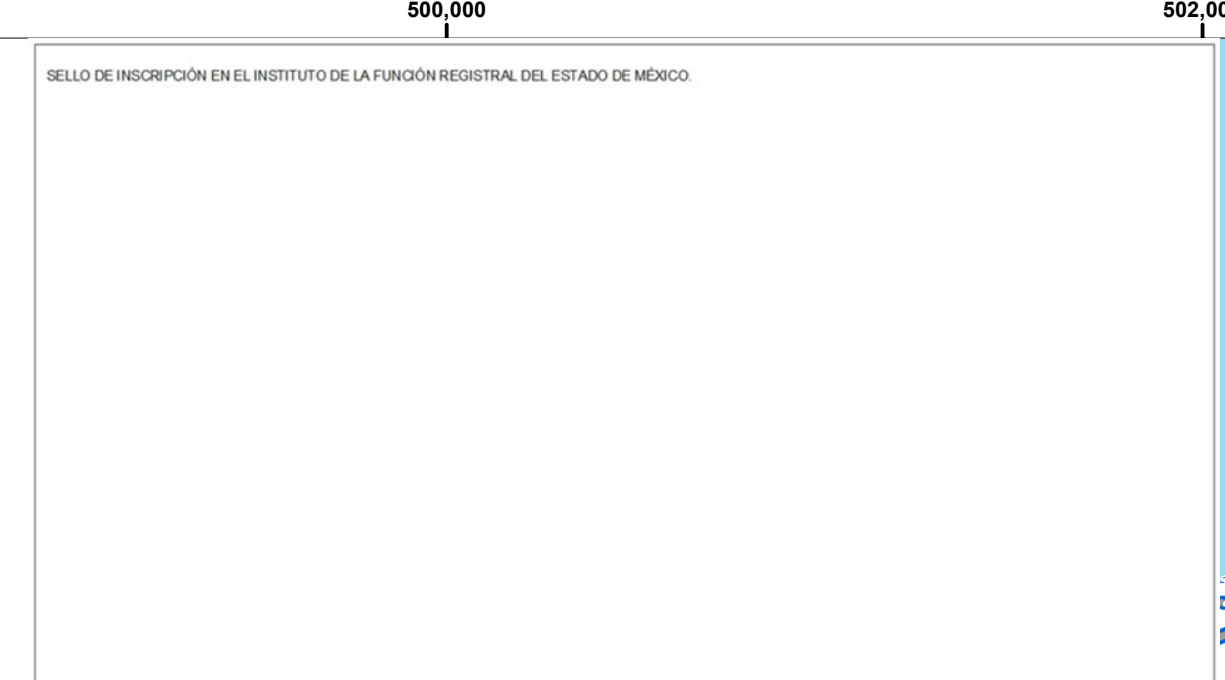 500,000 502,00
SELLO DE INSCRIPCIÓN EN EL INSTITUTO DE LA FUNCIÓN REGISTRAL DEL ESTADO DE MÉXICO.